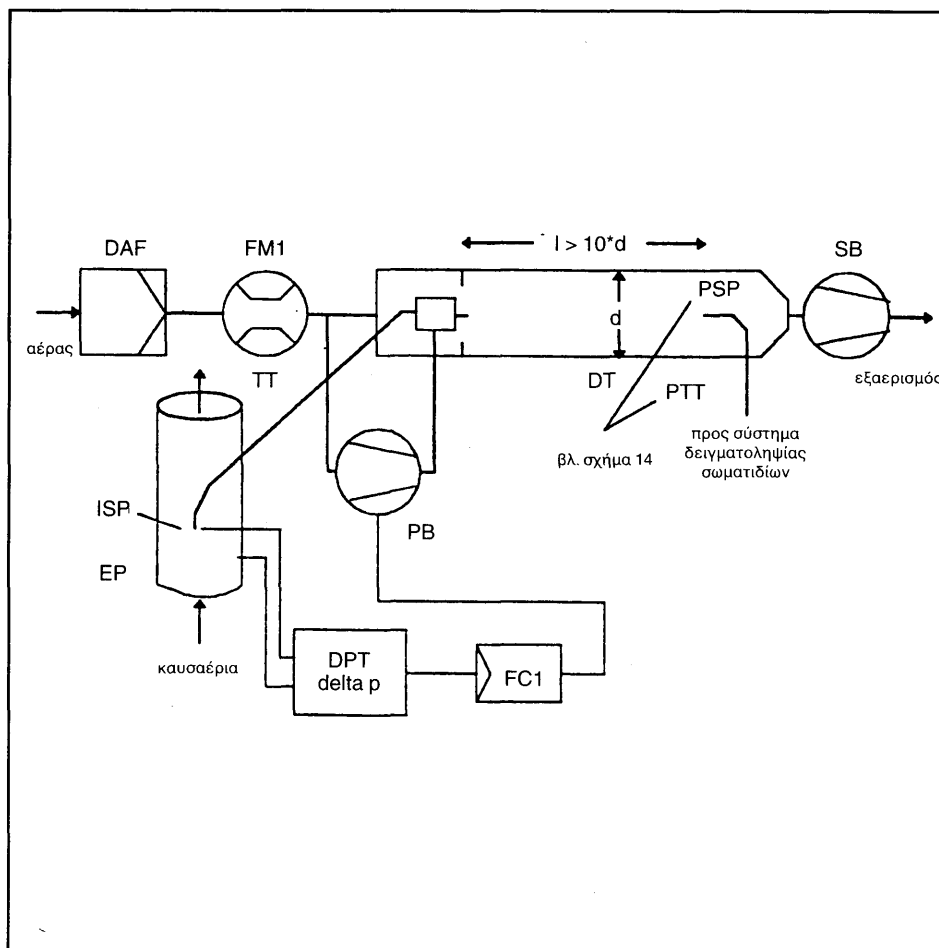 DAF
FM1
l > 10*d
SB
PSP
d
αέρας
TT
DT
PTT
εξαερισμός
βλ. σχήμα 14
προς σύστημα
δειγματοληψίας
σωματιδίων
ISP
PB
EP
καυσαέρια
DPT
delta p
FC1